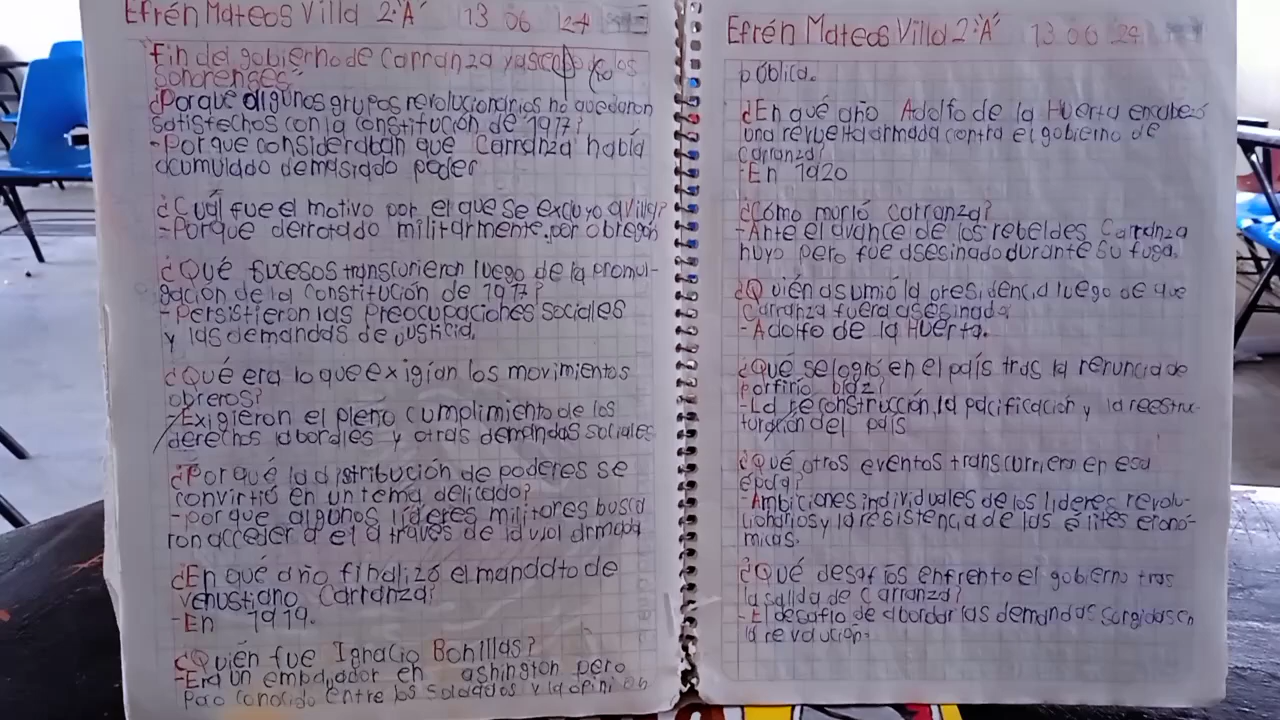 Efrén Mateos Villa 2.“A” 13 06 24
Fin del gobierno de Carranza y ascenso de los
sonorenses.
¿Porqué algunos grupos revolucionarios no quedaron
satisfechos con la constitución de 1917?
-Porque consideraban que Carranza había
acumulado demasiado poder
¿Cuál fue el motivo por el que se excluyo a Villa?
-Porque derrotado militarmente por Obregón
¿Qué sucesos transcurieron luego de la promul-
gación de la constitución de 1917?
-Persistieron las preocupaciones sociales
y las demandas de justicia.
¿Qué era lo que exigían los movimientos
obreros?
-Exigieron el pleno cumplimiento de los
derechos laborales y otras demandas sociales
¿Por qué la distribución de poderes se
convirtió en un tema delicado?
-porque algunos líderes militores busca
ron acceder a el a través de la vial armada
¿En qué año finalizó el mandato de
Venustiano Carranza?
-En 1919.
¿Quién fue Ignacio Bonillas?
-Era un embajador en ashington pero
Poco conocido entre los soldados y la opinión
Efrén Mateos Villa 2“A” 13 06 24
pública.
¿En qué año Adolfo de la Huerta encabezó
una revuelta armada contra el gobierno de
Carranza?
-En 1920
¿Cómo murió carranza?
-Ante el avance de los rebeldes Carranza
huyo pero fue asesinado durante su fuga.
¿Quién asumió la presidencia luego de que
Carranza fuera asesinado
-Adolfo de la Huerta.
¿Qué se logró en el país tras la renuncia de
porfirio Díaz?
-La reconstrucción, la pacificación y la reestruc-
turación del país
¿Qué otros eventos transcurrieron en esa
época?
-Ambiciones individuales de los líderes revolu-
cionarios y la resistencia de las élites econó-
micas.
¿Qué desafíos enfrento el gobierno tras
la salida de Carranza?
-El desafío de abordar las demandas surgidas en
la revolución.